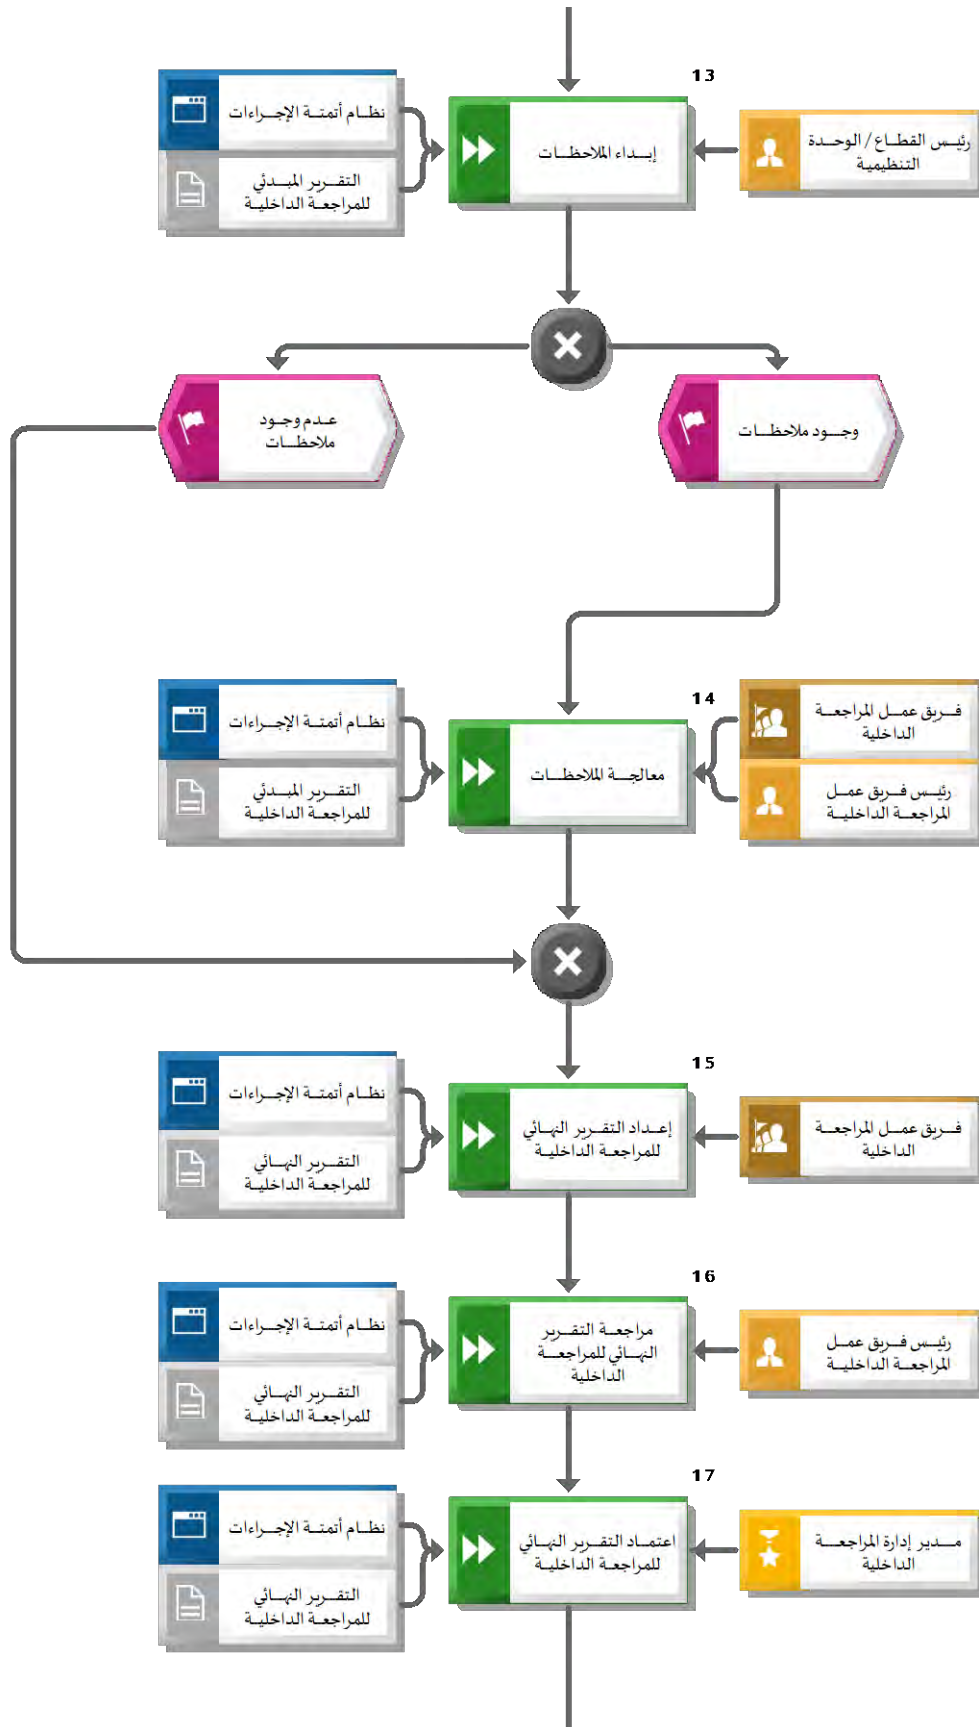 13
رئيس القطاع / الوحدة
التنظيمية
إبداء الملاحظات
نظام أتمتة الإجراءات
التقرير المبدئي
للمراجعة الداخلية
وجود ملاحظات
عدم وجود
ملاحظات
14
فريق عمل المراجعة
الداخلية
رئيس فريق عمل
المراجعة الداخلية
معالجة الملاحظات
نظام أتمتة الإجراءات
التقرير المبدئي
للمراجعة الداخلية
15
فريق عمل المراجعة
الداخلية
إعداد التقرير النهائي
للمراجعة الداخلية
نظام أتمتة الإجراءات
التقرير النهائي
للمراجعة الداخلية
16
رئيس فريق عمل
المراجعة الداخلية
مراجعة التقرير
النهائي للمراجعة
الداخلية
نظام أتمتة الإجراءات
التقرير النهائي
للمراجعة الداخلية
17
مدير إدارة المراجعة
الداخلية
اعتماد التقرير النهائي
للمراجعة الداخلية
نظام أتمتة الإجراءات
التقرير النهائي
للمراجعة الداخلية